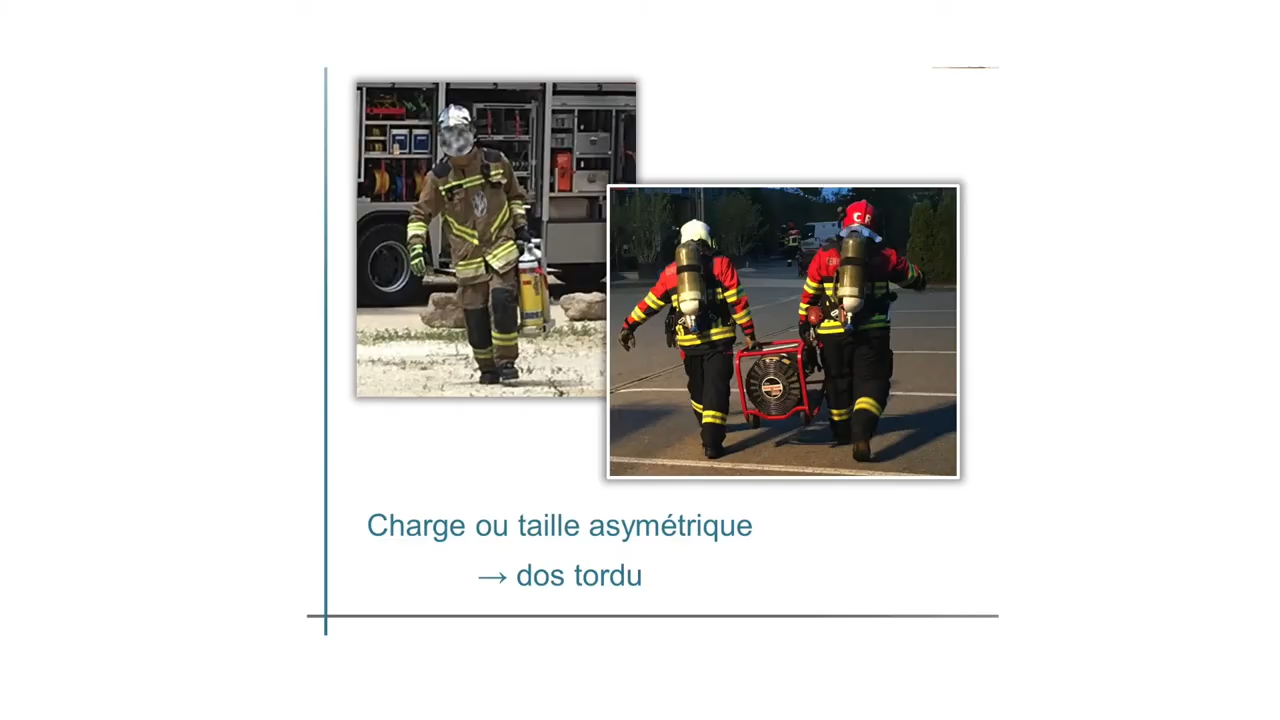 Charge ou taille asymétrique
→ dos tordu